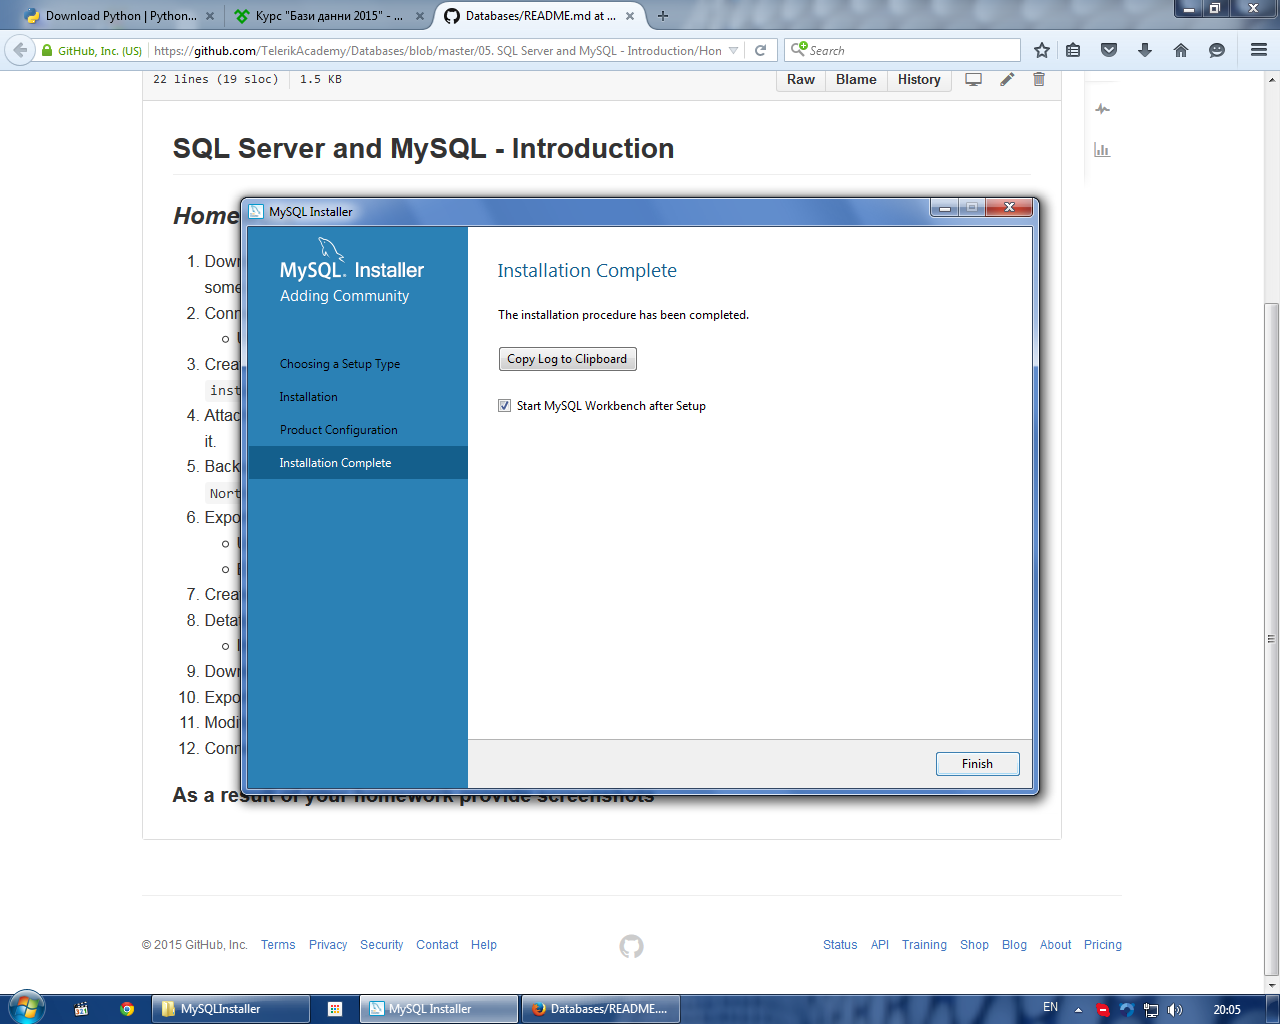 Download Python | Python...
Курс "Бази данни 2015" - ...
Databases/README.md at ...
GitHub, Inc. (US)
https://github.com/TelerikAcademy/Databases/blob/master/05. SQL Server and MySQL - Introduction/Hon
Search
22 lines (19 sloc)
1.5 KB
Raw
Blame
History
SQL Server and MySQL - Introduction
Home
1. Down
some
2. Conn
3. Crea
inst
4. Attac
it.
5. Back
Nort
6. Expo
7. Crea
8. Deta
9. Down
10. Expo
11. Modi
12. Conn
As a result of your homework provide screenshots
MySQL Installer
MySQL Installer
Adding Community
Choosing a Setup Type
Installation
Product Configuration
Installation Complete
Installation Complete
The installation procedure has been completed.
Copy Log to Clipboard
Start MySQL Workbench after Setup
Finish
© 2015 GitHub, Inc.
Terms
Privacy
Security
Contact
Help
Status
API
Training
Shop
Blog
About
Pricing
321
MySQLInstaller
MySQL Installer
Databases/README....
EN
20:05